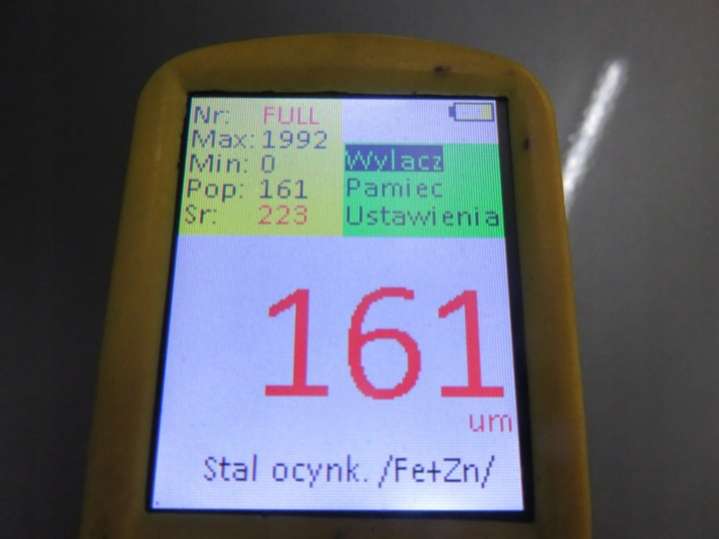 Nr: FULL
Max: 1992
Min: 0
Pop: 161
Sr: 223
Wylacz
Pamiec
Ustawienia
161
um
Stal ocynk. /Fe+Zn/